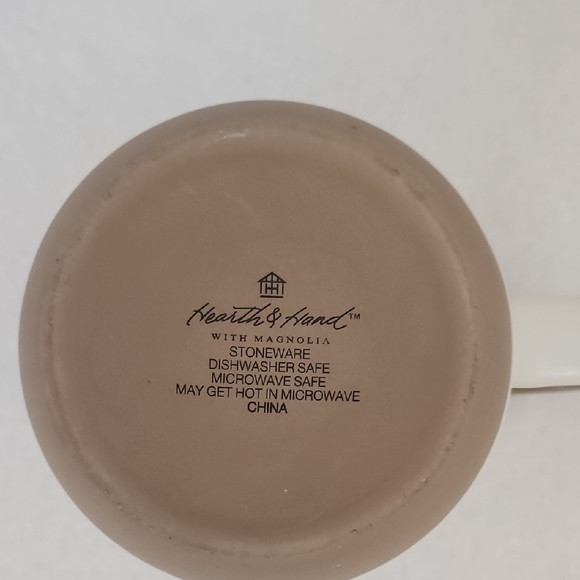 Hearth & Hand™
WITH MAGNOLIA
STONEWARE
DISHWASHER SAFE
MICROWAVE SAFE
MAY GET HOT IN MICROWAVE
CHINA